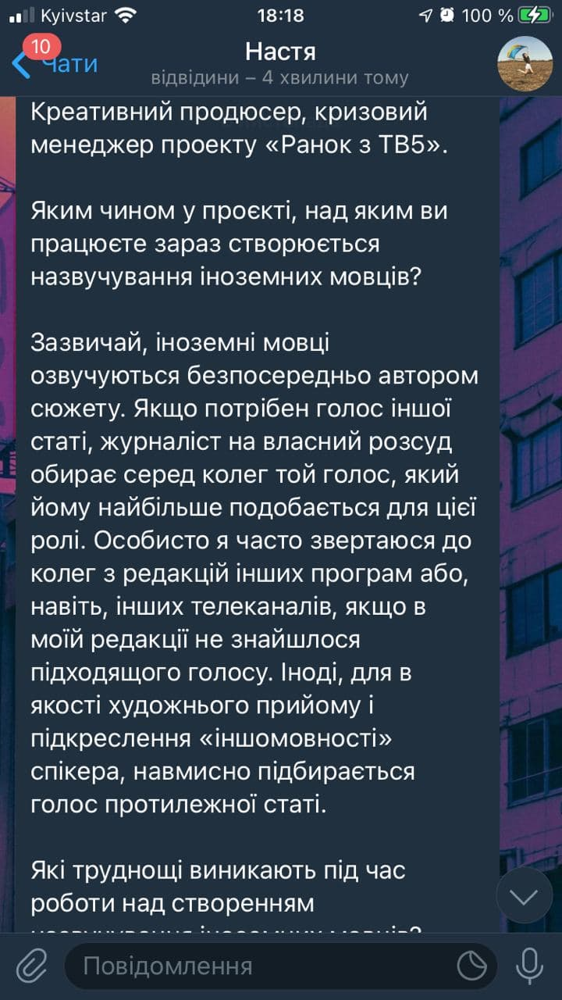 Kyivstar 18:18 100 %
10
Чати
Настя
відвідини – 4 хвилини тому
Креативний продюсер, кризовий
менеджер проекту «Ранок з ТВ5».
Яким чином у проєкті, над яким ви
працюєте зараз створюється
назвучування іноземних мовців?
Зазвичай, іноземні мовці
озвучуються безпосередньо автором
сюжету. Якщо потрібен голос іншої
статі, журналіст на власний розсуд
обирає серед колег той голос, який
йому найбільше подобається для цієї
ролі. Особисто я часто звертаюся до
колег з редакцій інших програм або,
навіть, інших телеканалів, якщо в
моїй редакції не знайшлося
підходящого голосу. Іноді, для в
якості художнього прийому і
підкреслення «іншомовності»
спікера, навмисно підбирається
голос протилежної статі.
Які труднощі виникають під час
роботи над створенням
Повідомлення